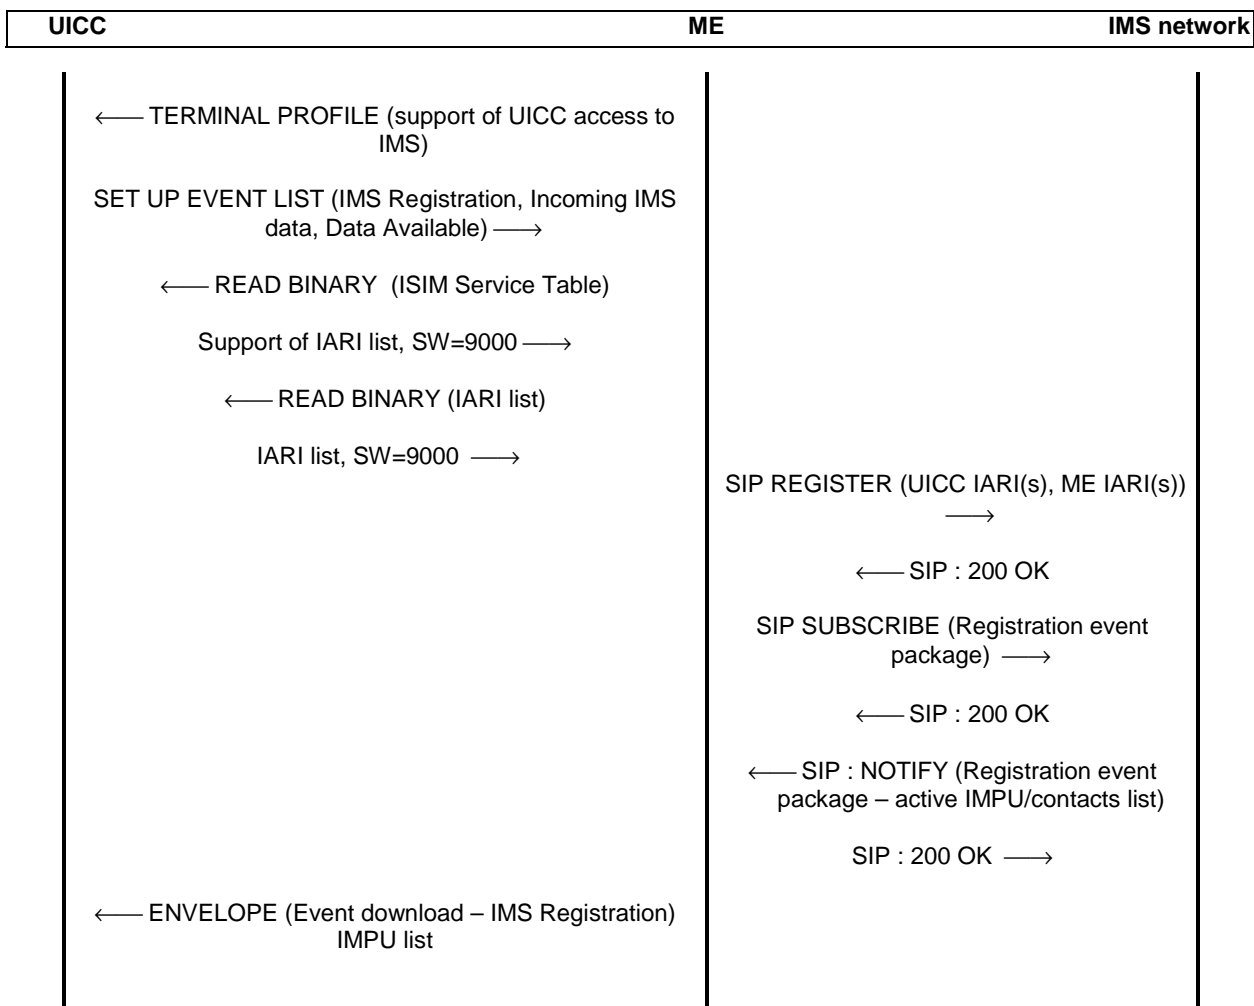 UICC ME IMS network
← TERMINAL PROFILE (support of UICC access to
IMS)
SET UP EVENT LIST (IMS Registration, Incoming IMS
data, Data Available) →
← READ BINARY (ISIM Service Table)
Support of IARI list, SW=9000 →
← READ BINARY (IARI list)
IARI list, SW=9000 →
SIP REGISTER (UICC IARI(s), ME IARI(s))
→
← SIP : 200 OK
SIP SUBSCRIBE (Registration event
package) →
← SIP : 200 OK
← SIP : NOTIFY (Registration event
package – active IMPU/contacts list)
SIP : 200 OK →
← ENVELOPE (Event download – IMS Registration)
IMPU list